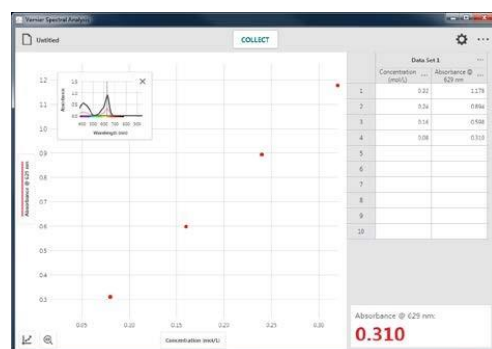 Vernier Spectral Analysis
Untitled
COLLECT
Data Set 1
Concentration (mol/L)
Absorbance @ 629 nm
1 0.32 1.178
2 0.24 0.894
3 0.16 0.598
4 0.08 0.310
5
6
7
8
9
10
Absorbance
Wavelength (nm)
1.2
1.1
1.0
0.9
0.8
0.7
0.6
0.5
0.4
0.3
Absorbance @ 629 nm
0.05 0.10 0.15 0.20 0.25 0.30
Concentration (mol/L)
Absorbance @ 629 nm:
0.310